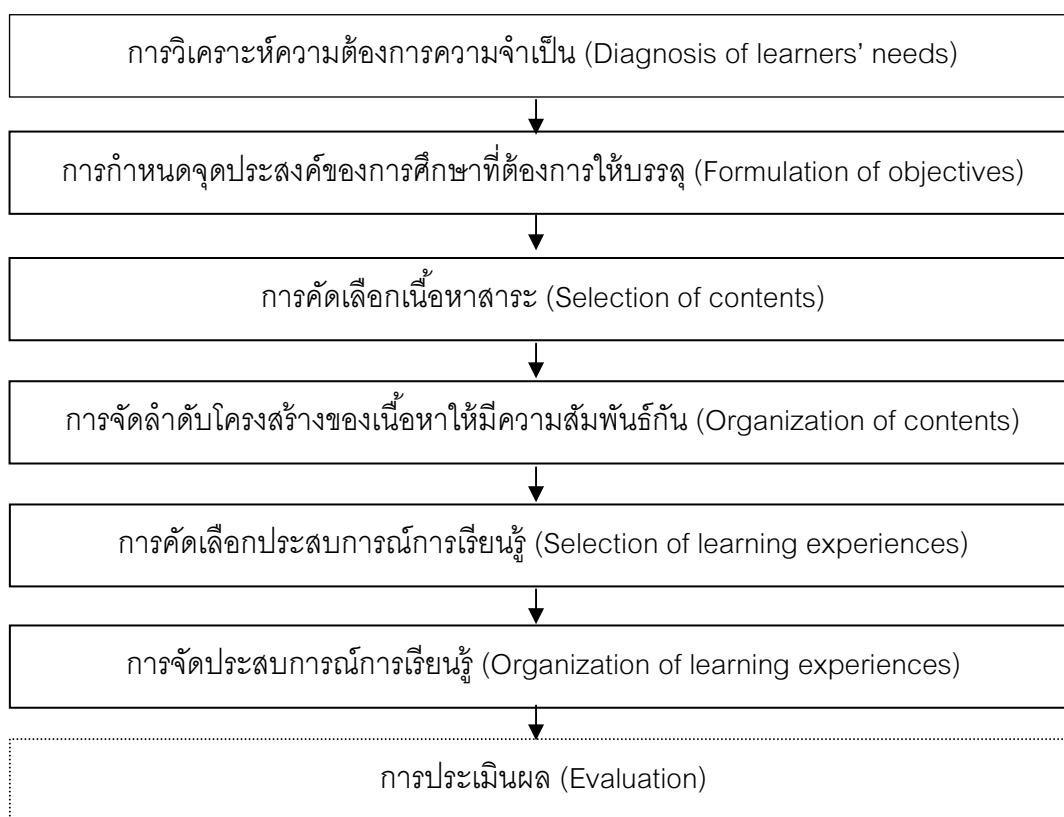 การวิเคราะห์ความต้องการความจำเป็น (Diagnosis of learners’ needs)
การกำหนดจุดประสงค์ของการศึกษาที่ต้องการให้บรรลุ (Formulation of objectives)
การคัดเลือกเนื้อหาสาระ (Selection of contents)
การจัดลำดับโครงสร้างของเนื้อหาให้มีความสัมพันธ์กัน (Organization of contents)
การคัดเลือกประสบการณ์การเรียนรู้ (Selection of learning experiences)
การจัดประสบการณ์การเรียนรู้ (Organization of learning experiences)
การประเมินผล (Evaluation)